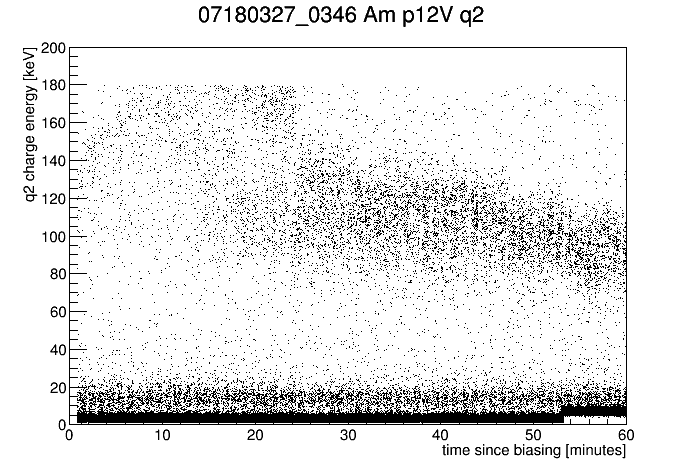 07180327_0346 Am p12V q2
q2 charge energy [keV]
200
180
160
140
120
100
80
60
40
20
0
0 10 20 30 40 50 60
time since biasing [minutes]